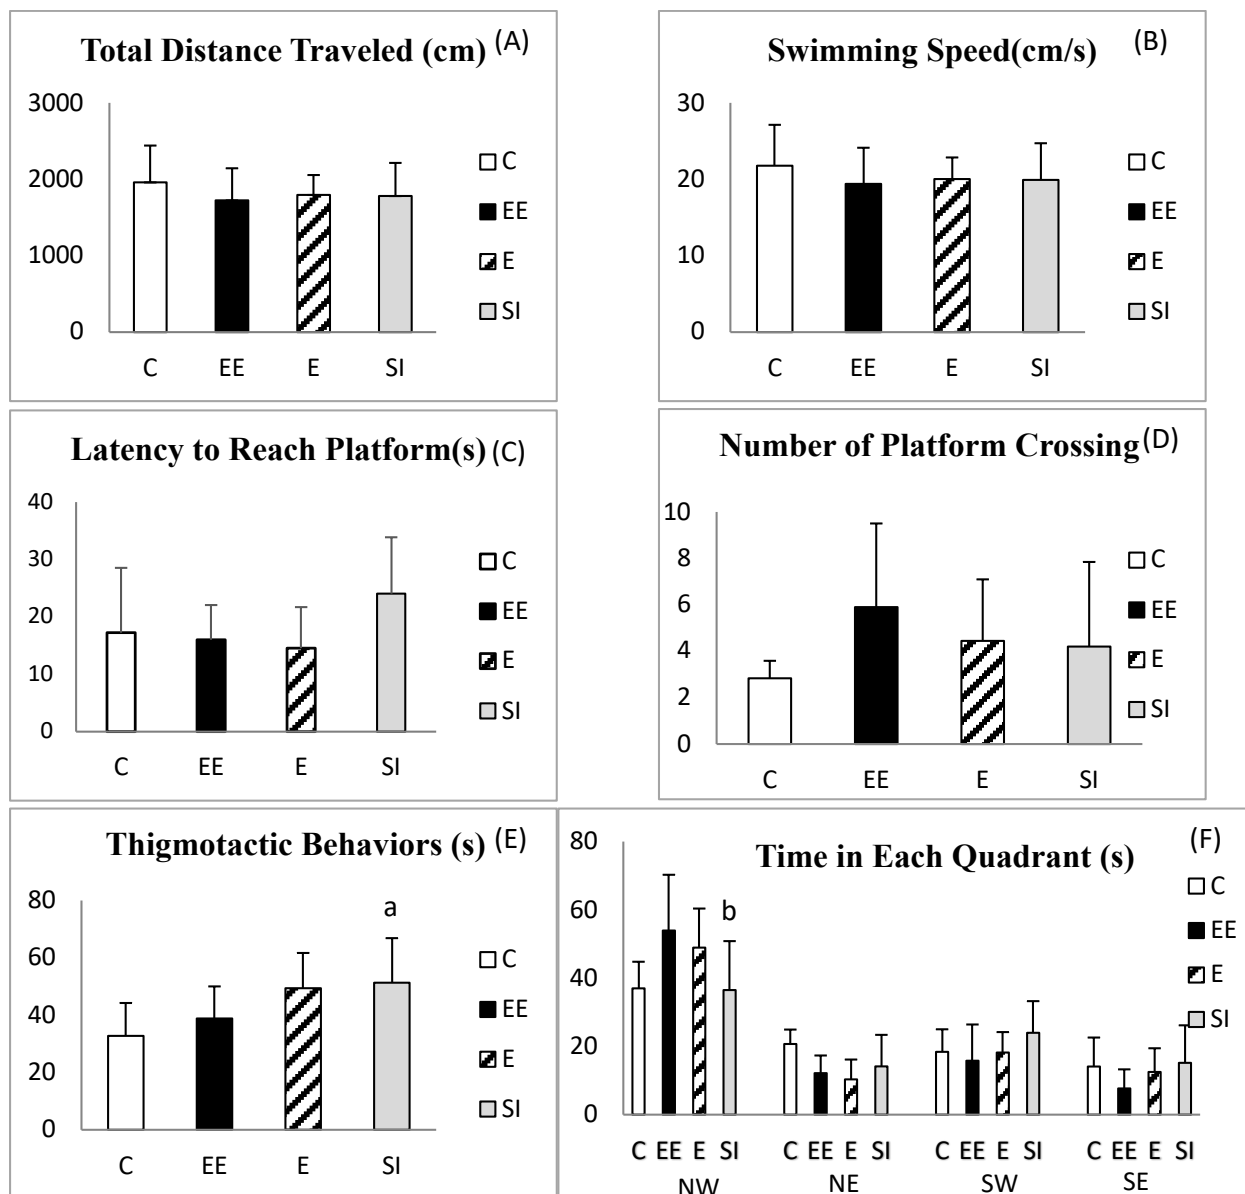 Total Distance Traveled (cm) (A)
3000
2000
1000
0
C EE E SI
C
EE
E
SI
Swimming Speed(cm/s) (B)
30
20
10
0
C EE E SI
C
EE
E
SI
Latency to Reach Platform(s) (C)
40
30
20
10
0
C EE E SI
C
EE
E
SI
Number of Platform Crossing (D)
10
8
6
4
2
0
C EE E SI
C
EE
E
SI
Thigmotactic Behaviors (s) (E)
80
60
40
20
0
a
C EE E SI
C
EE
E
SI
Time in Each Quadrant (s) (F)
80
60
40
20
0
b
C EE E SI C EE E SI C EE E SI C EE E SI
NW NE SW SE
C
EE
E
SI